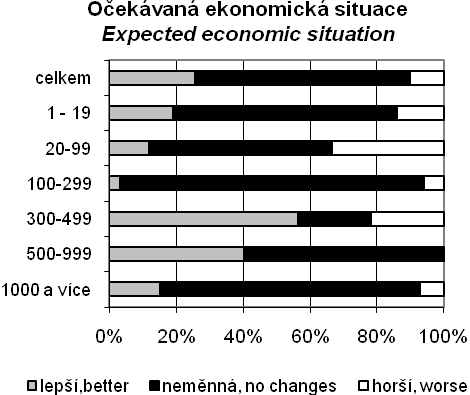 Očekávaná ekonomická situace
Expected economic situation
celkem
1 - 19
20-99
100-299
300-499
500-999
1000 a více
0% 20% 40% 60% 80% 100%
lepší,better neměnná, no changes horší, worse